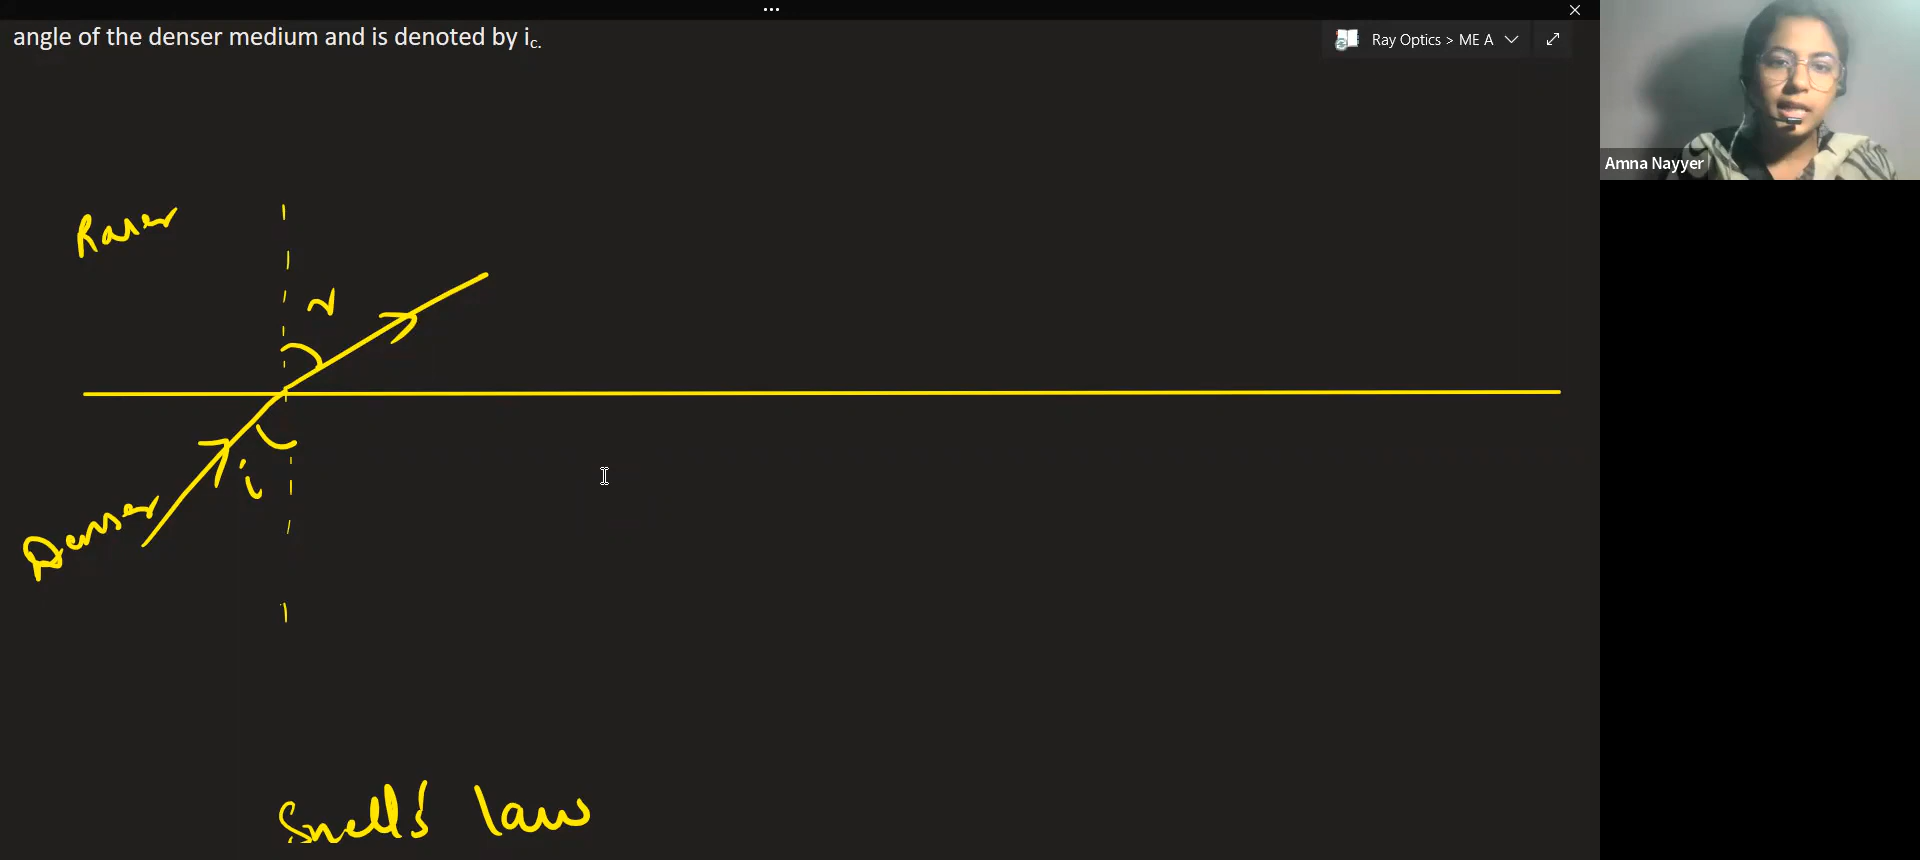 angle of the denser medium and is denoted by ic.
Ray Optics > ME A
Amna Nayyer
Rarer
r
i
Denser
Snell's law